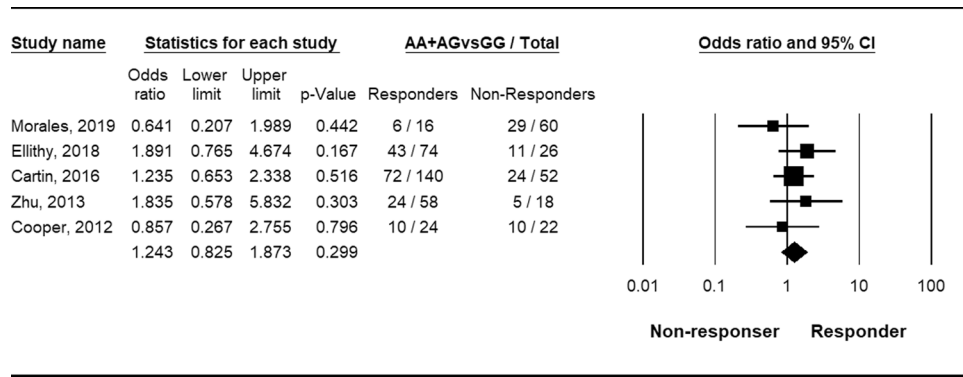 Study name Statistics for each study AA+AGvsGG / Total Odds ratio and 95% CI
Odds ratio Lower limit Upper limit p-Value Responders Non-Responders
Morales, 2019 0.641 0.207 1.989 0.442 6 / 16 29 / 60
Ellithy, 2018 1.891 0.765 4.674 0.167 43 / 74 11 / 26
Cartin, 2016 1.235 0.653 2.338 0.516 72 / 140 24 / 52
Zhu, 2013 1.835 0.578 5.832 0.303 24 / 58 5 / 18
Cooper, 2012 0.857 0.267 2.755 0.796 10 / 24 10 / 22
1.243 0.825 1.873 0.299
0.01 0.1 1 10 100
Non-responser Responder